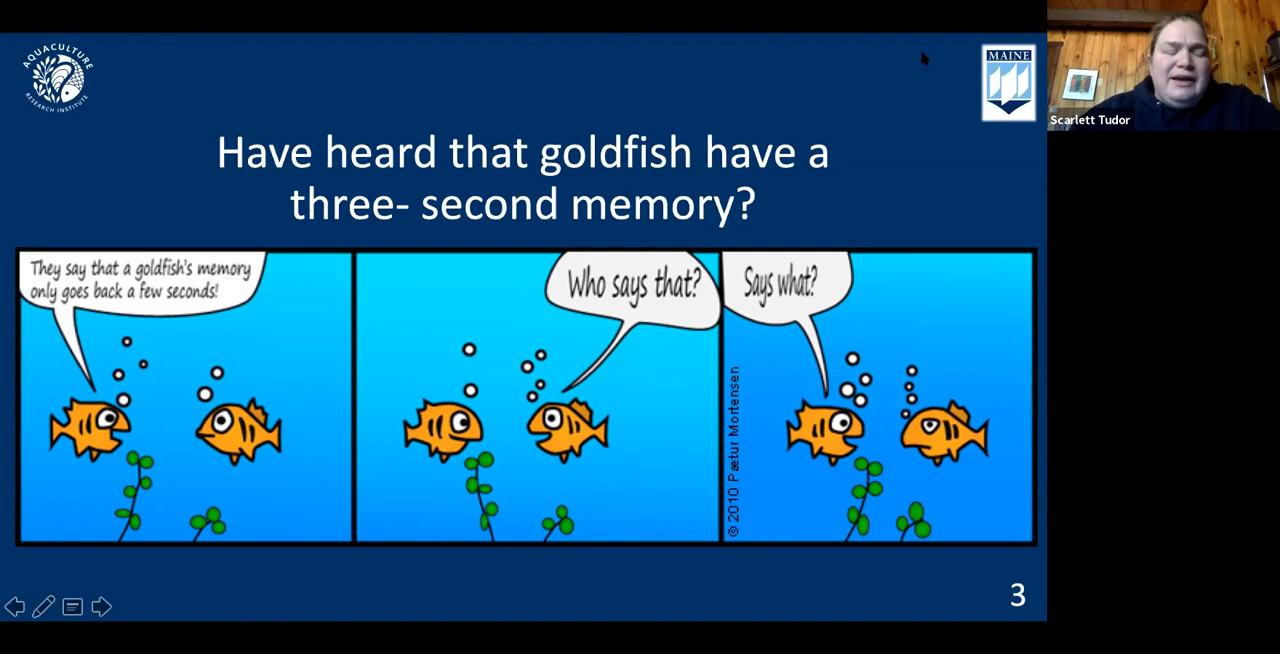 AQUACULTURE
RESEARCH INSTITUTE
MAINE
Scarlett Tudor
Have heard that goldfish have a
three- second memory?
They say that a goldfish's memory
only goes back a few seconds!
Who says that?
Says what?
© 2010 Pætur Mortensen
3